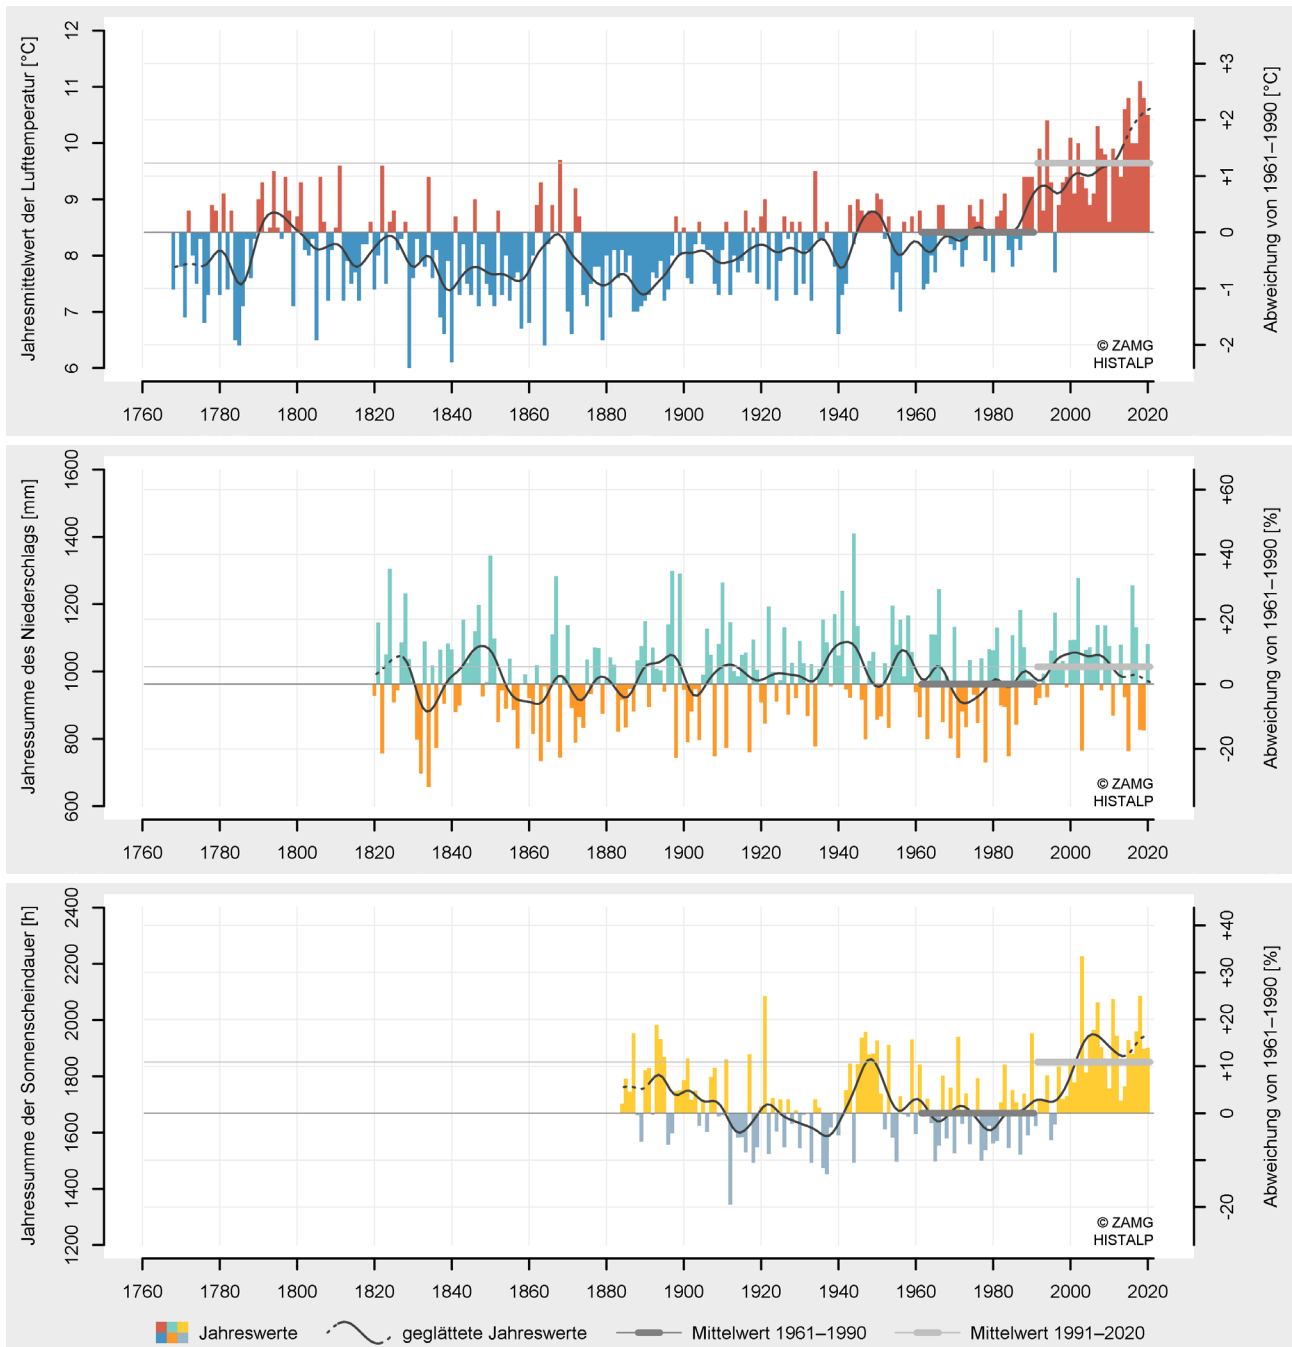 Jahresmittelwert der Lufttemperatur [°C]
12
11
10
9
8
7
6
+3
+2
+1
0
-1
-2
Abweichung von 1961–1990 [°C]
© ZAMG
HISTALP
1760 1780 1800 1820 1840 1860 1880 1900 1920 1940 1960 1980 2000 2020
Jahressumme des Niederschlags [mm]
1600
1400
1200
1000
800
600
+60
+40
+20
0
-20
Abweichung von 1961–1990 [%]
© ZAMG
HISTALP
1760 1780 1800 1820 1840 1860 1880 1900 1920 1940 1960 1980 2000 2020
Jahressumme der Sonnenscheindauer [h]
2400
2200
2000
1800
1600
1400
1200
+40
+30
+20
+10
0
-20
Abweichung von 1961–1990 [%]
© ZAMG
HISTALP
1760 1780 1800 1820 1840 1860 1880 1900 1920 1940 1960 1980 2000 2020
Jahreswerte geglättete Jahreswerte Mittelwert 1961–1990 Mittelwert 1991–2020